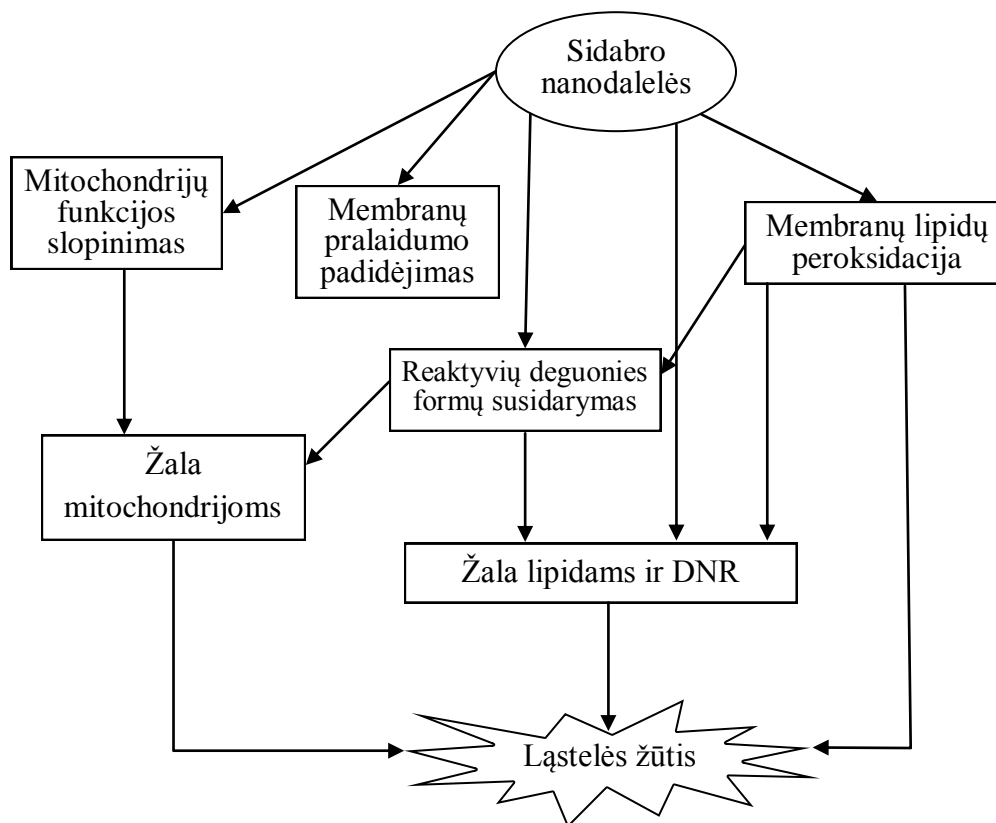 Sidabro
nanodalelės
Mitochondrijų
funkcijos
slopinimas
Membranų
pralaidumo
padidėjimas
Membranų lipidų
peroksidacija
Reaktyvių deguonies
formų susidarymas
Žala
mitochondrijoms
Žala lipidams ir DNR
Ląstelės žūtis